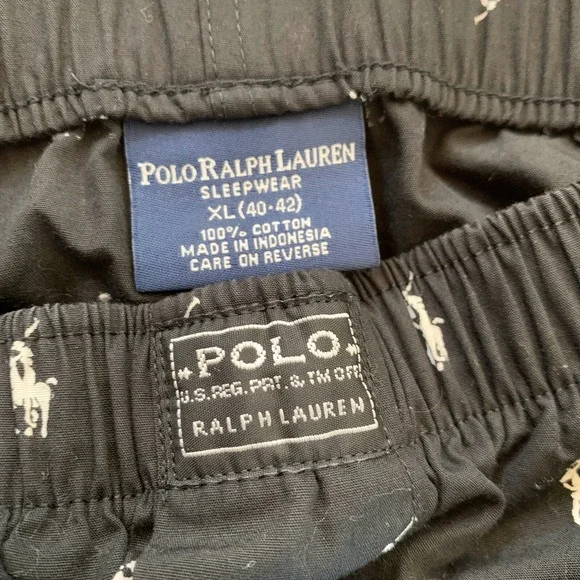 POLO RALPH LAUREN
SLEEPWEAR
XL (40-42)
100% COTTON
MADE IN INDONESIA
CARE ON REVERSE
POLO
U.S. REG. PAT. & TM OFF
RALPH LAUREN